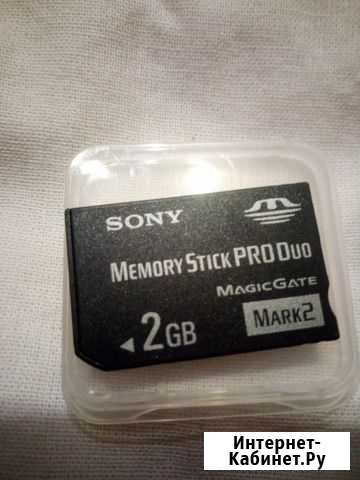 SONY
MEMORY STICK PRO DUO
MAGICGATE
MARK2
2GB
Интернет-
Кабинет.Ру